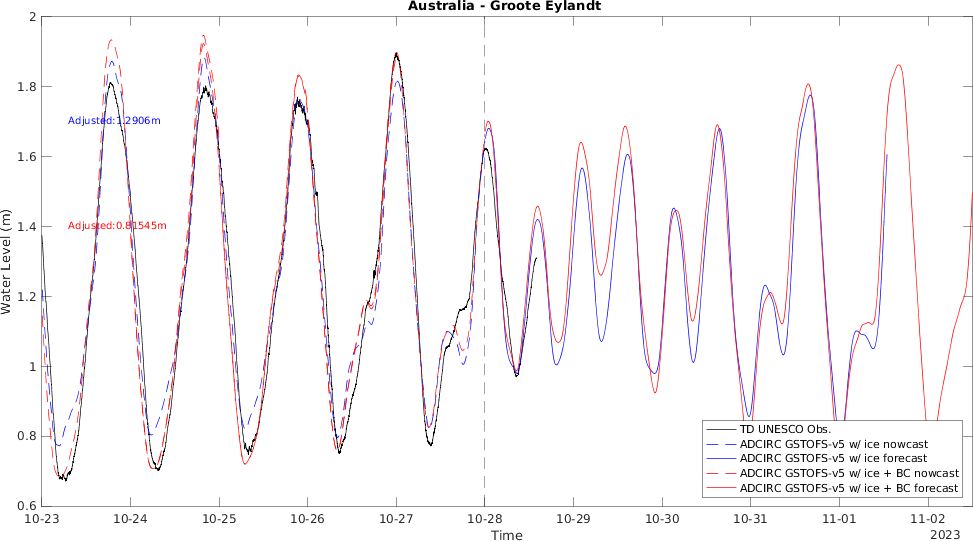 Australia - Groote Eylandt
Water Level (m)
2
1.8
1.6
1.4
1.2
1
0.8
0.6
Adjusted:1.2906m
Adjusted:0.81545m
TD UNESCO Obs.
ADCIRC GSTOFS-v5 w/ ice nowcast
ADCIRC GSTOFS-v5 w/ ice forecast
ADCIRC GSTOFS-v5 w/ ice + BC nowcast
ADCIRC GSTOFS-v5 w/ ice + BC forecast
10-23 10-24 10-25 10-26 10-27 10-28 10-29 10-30 10-31 11-01 11-02
2023
Time